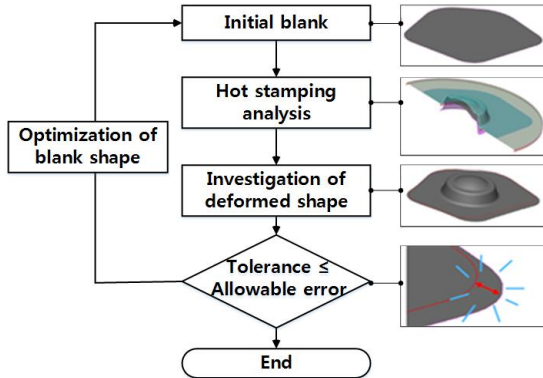 Initial blank
Hot stamping
analysis
Optimization of
blank shape
Investigation of
deformed shape
Tolerance ≤
Allowable error
End